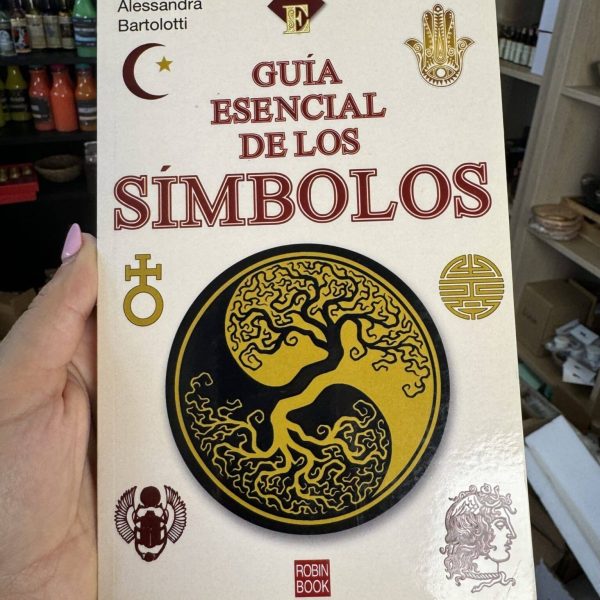 Alessandra
Bartolotti
E
GUÍA
ESENCIAL
DE LOS
SÍMBOLOS
ROBIN
BOOK